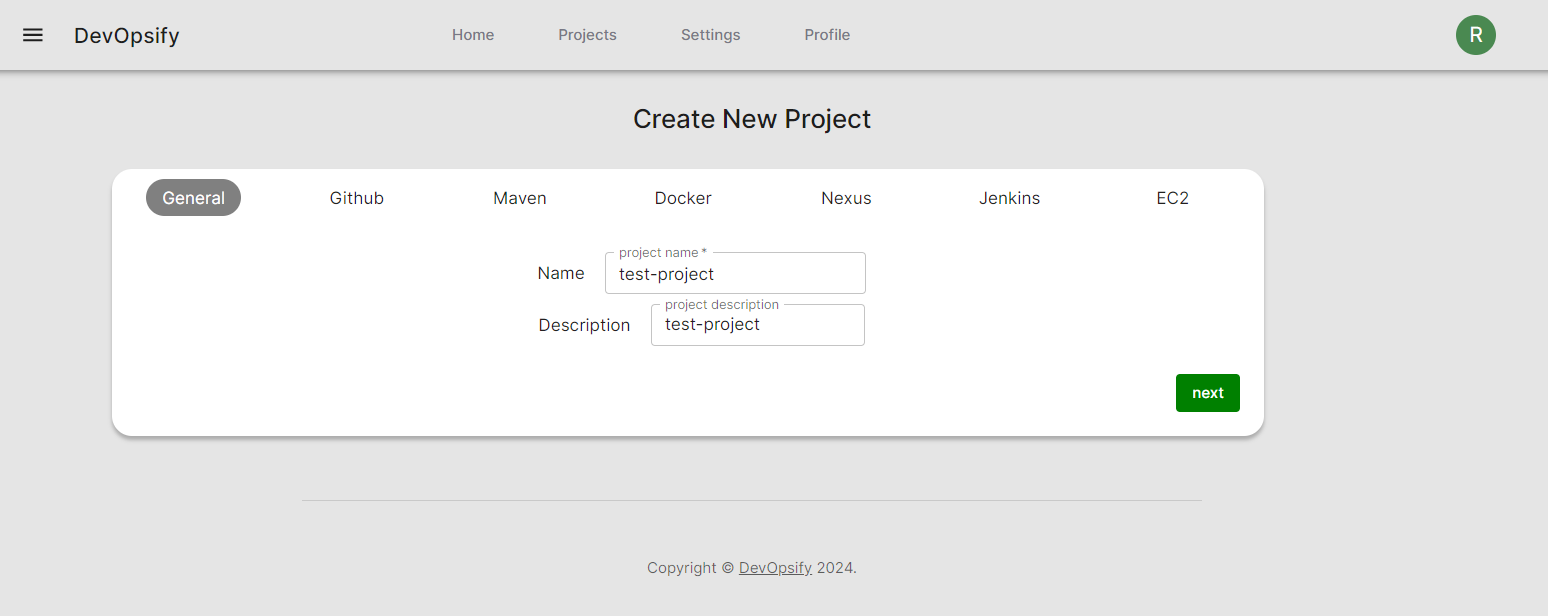 DevOpsify Home Projects Settings Profile R
Create New Project
General Github Maven Docker Nexus Jenkins EC2
project name *
Name test-project
project description
Description test-project
next
Copyright © DevOpsify 2024.